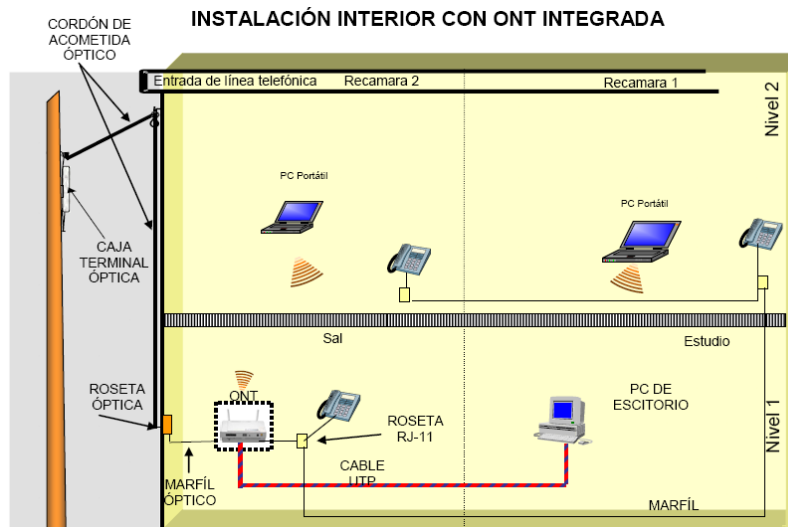 INSTALACIÓN INTERIOR CON ONT INTEGRADA
CORDÓN DE
ACOMETIDA
ÓPTICO
Entrada de línea telefónica
Recamara 2
Recamara 1
Nivel 2
PC Portátil
PC Portátil
CAJA
TERMINAL
ÓPTICA
Sal
Estudio
ROSETA
ÓPTICA
ONT
ROSETA
RJ-11
PC DE
ESCITORIO
Nivel 1
MARFÍL
ÓPTICO
CABLE
UTP
MARFÍL